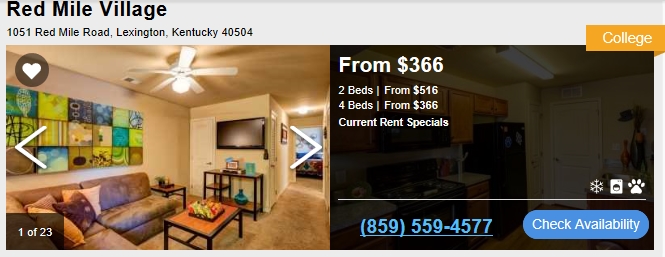 Red Mile Village
1051 Red Mile Road, Lexington, Kentucky 40504
College
From $366
2 Beds | From $516
4 Beds | From $366
Current Rent Specials
1 of 23
(859) 559-4577
Check Availability